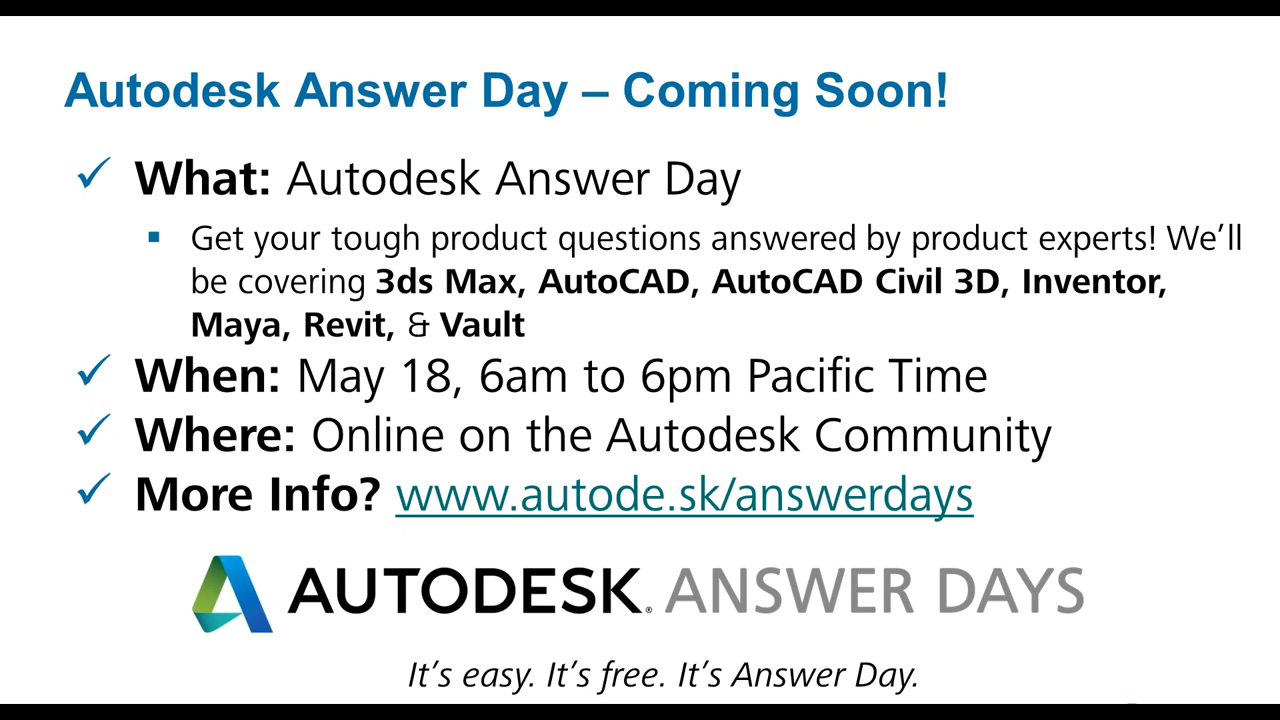 Autodesk Answer Day – Coming Soon!
✓ What: Autodesk Answer Day
▪ Get your tough product questions answered by product experts! We’ll
be covering 3ds Max, AutoCAD, AutoCAD Civil 3D, Inventor,
Maya, Revit, & Vault
✓ When: May 18, 6am to 6pm Pacific Time
✓ Where: Online on the Autodesk Community
✓ More Info? www.autode.sk/answerdays
AUTODESK® ANSWER DAYS
It’s easy. It’s free. It’s Answer Day.